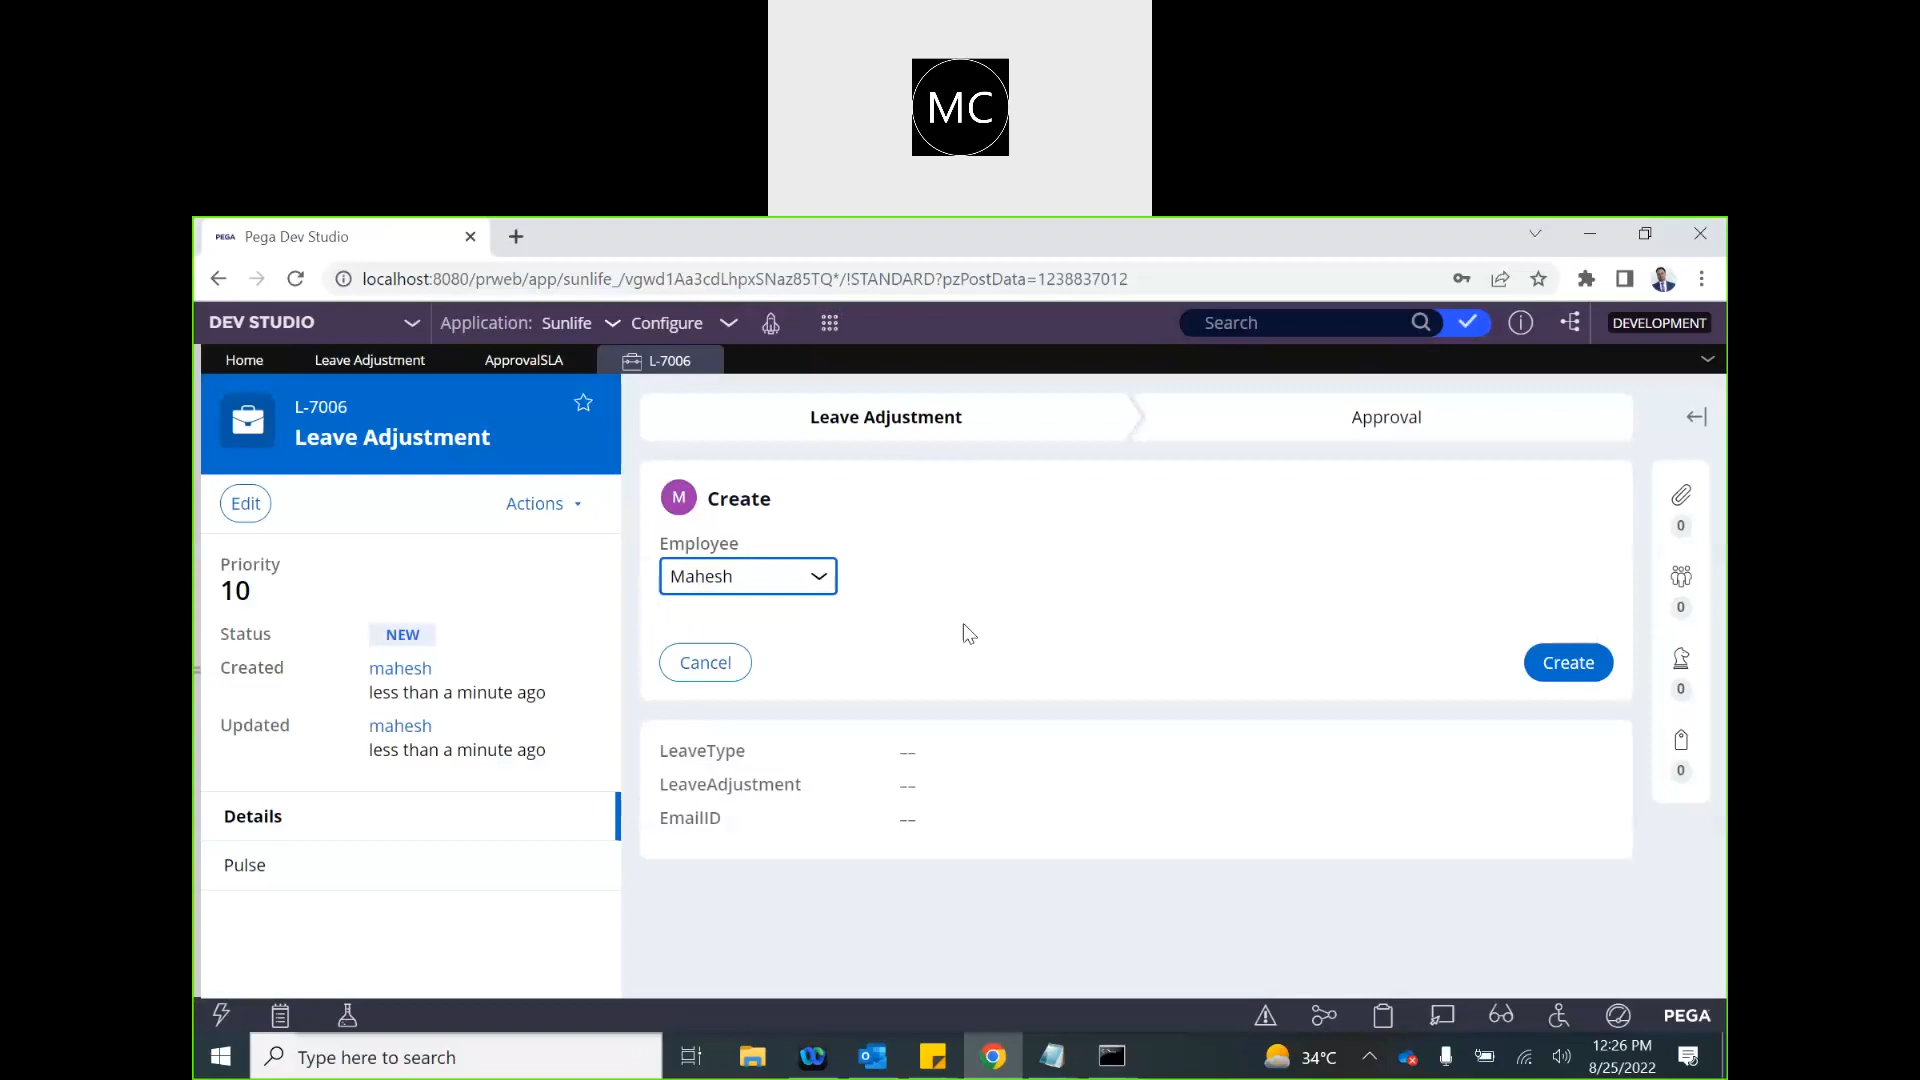 MC
PEGA Pega Dev Studio
localhost:8080/prweb/app/sunlife_/vgwd1Aa3cdLhpxSNaz85TQ*/!STANDARD?pzPostData=1238837012
DEV STUDIO Application: Sunlife Configure Search DEVELOPMENT
Home Leave Adjustment ApprovalSLA L-7006
L-7006
Leave Adjustment
Edit Actions
Priority
10
Status NEW
Created mahesh
less than a minute ago
Updated mahesh
less than a minute ago
Details
Pulse
Leave Adjustment Approval
M Create
Employee
Mahesh
Cancel Create
LeaveType --
LeaveAdjustment --
EmailID --
0
0
0
0
PEGA
Type here to search
34°C
12:26 PM
8/25/2022